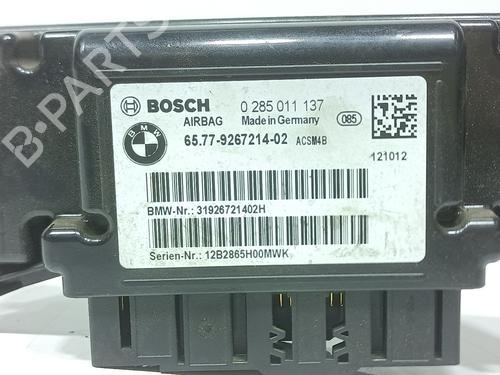 B-PARTS
BOSCH 0 285 011 137
AIRBAG Made in Germany 085
BMW 65.77-9267214-02 ACSM4B
121012
BMW-Nr.: 31926721402H
Serien-Nr.: 12B2865H00MWK